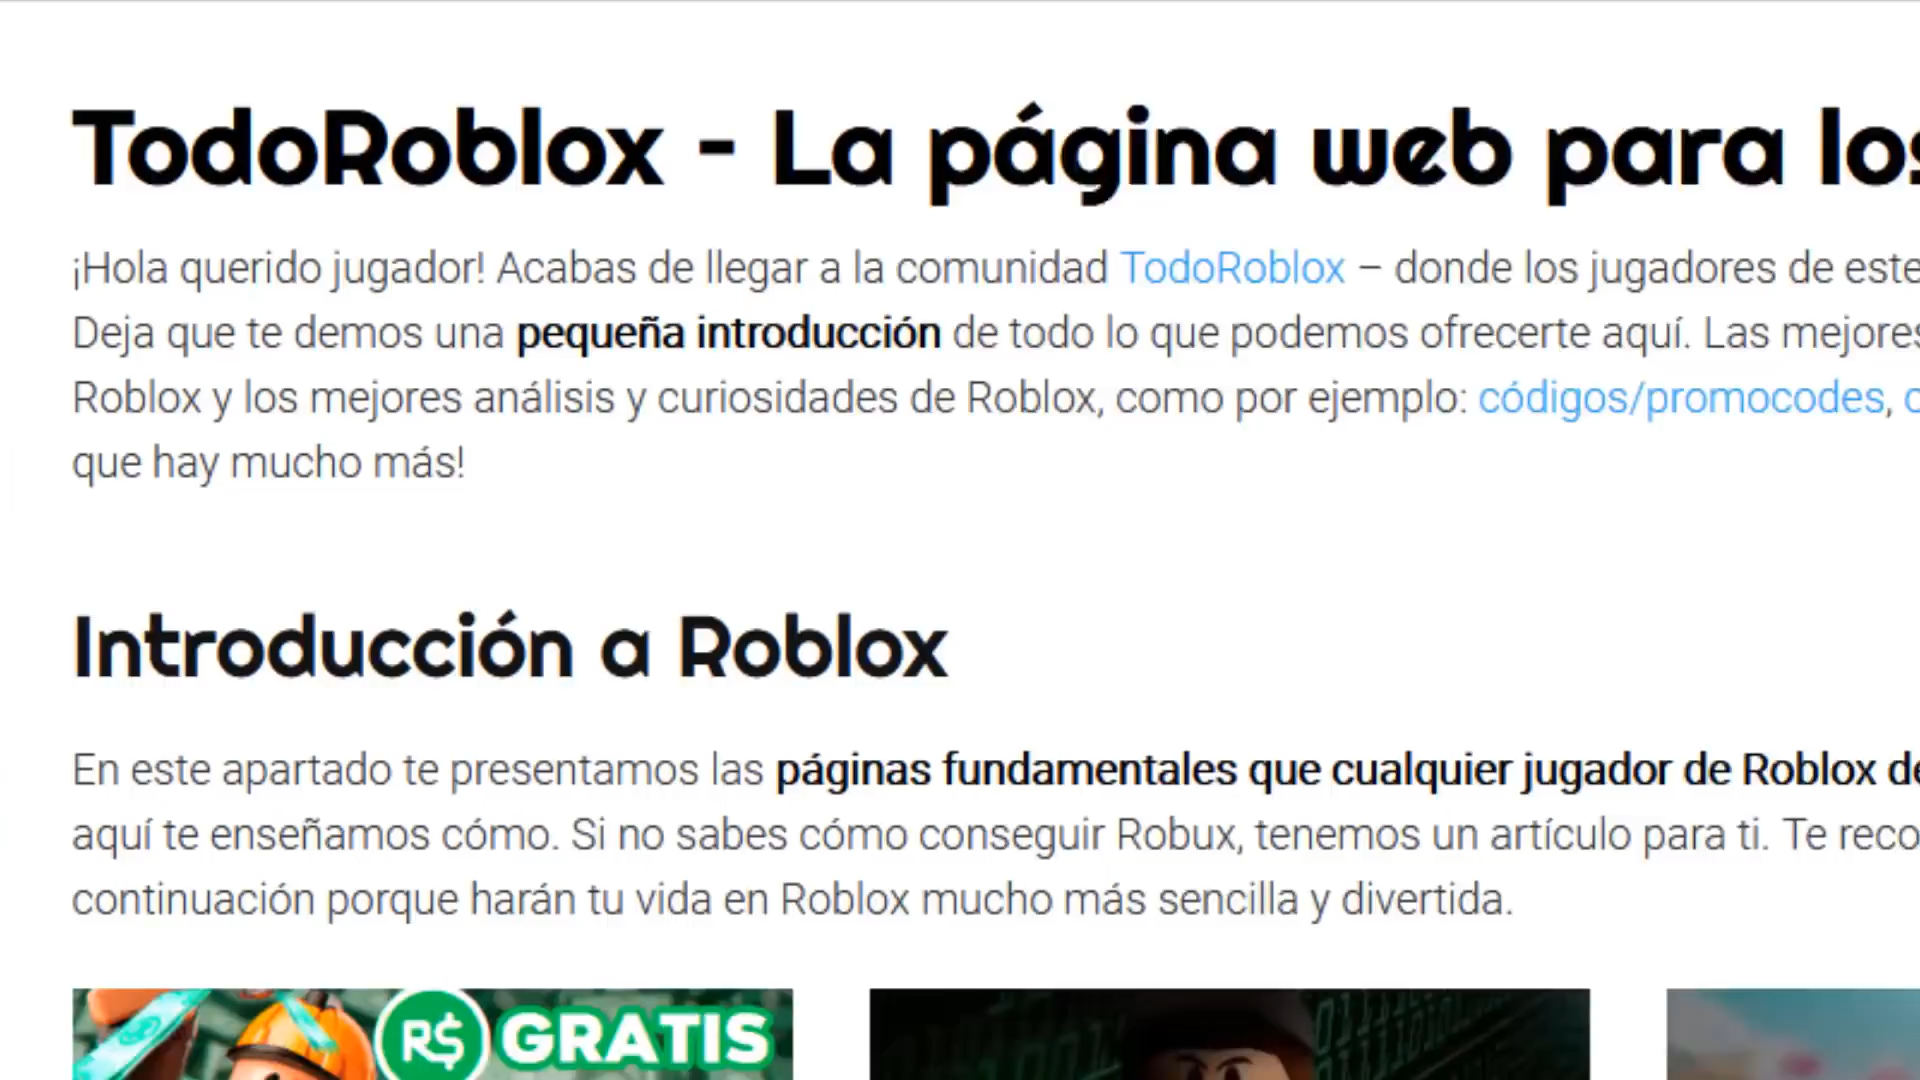 TodoRoblox - La página web para los
¡Hola querido jugador! Acabas de llegar a la comunidad TodoRoblox – donde los jugadores de este
Deja que te demos una pequeña introducción de todo lo que podemos ofrecerte aquí. Las mejores
Roblox y los mejores análisis y curiosidades de Roblox, como por ejemplo: códigos/promocodes,
que hay mucho más!
Introducción a Roblox
En este apartado te presentamos las páginas fundamentales que cualquier jugador de Roblox de
aquí te enseñamos cómo. Si no sabes cómo conseguir Robux, tenemos un artículo para ti. Te reco
continuación porque harán tu vida en Roblox mucho más sencilla y divertida.
R$ GRATIS